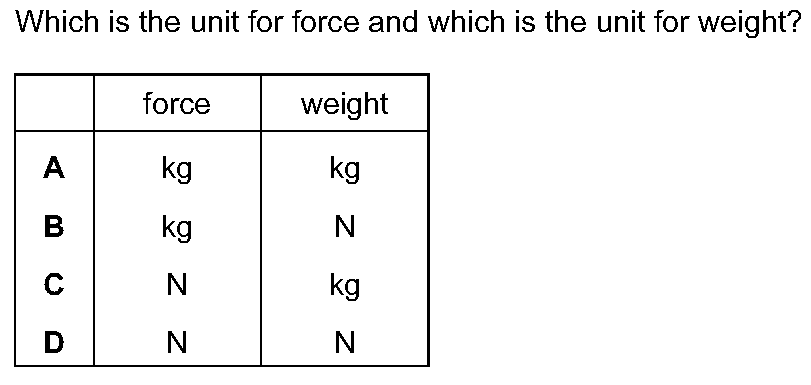 Which is the unit for force and which is the unit for weight?
force weight
A kg kg
B kg N
C N kg
D N N